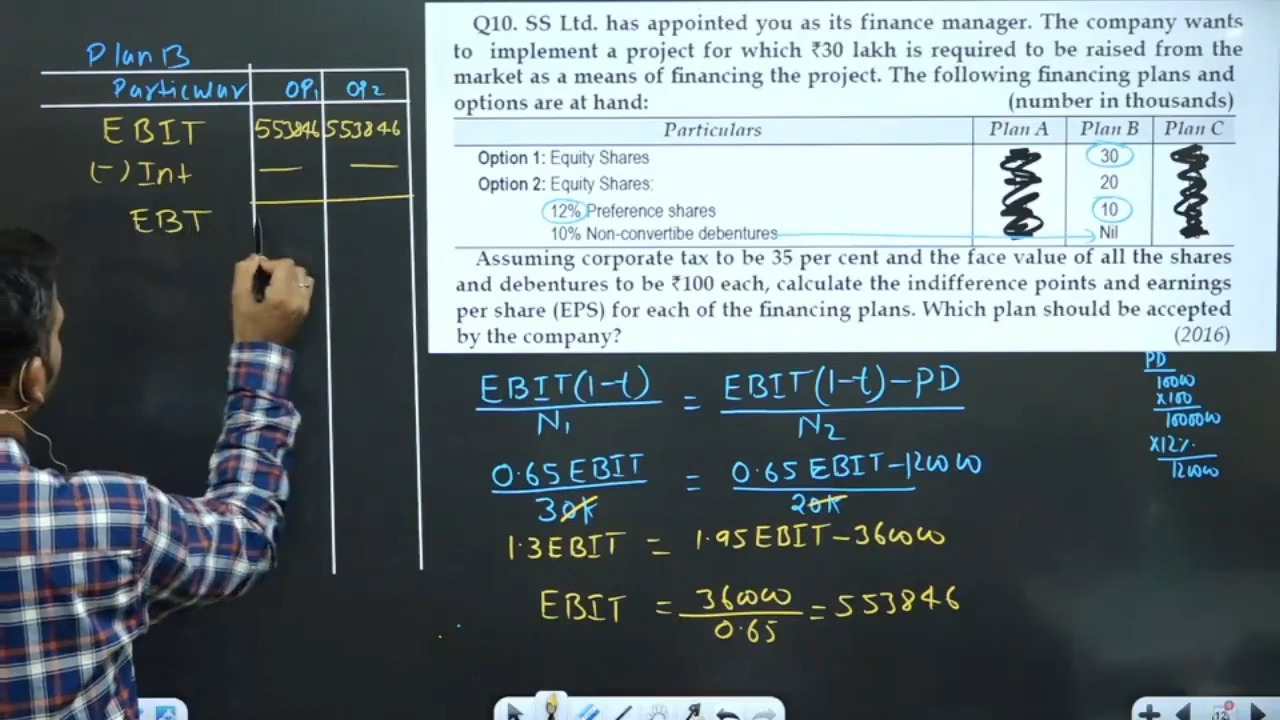 Plan B
Particular OP1 OP2
EBIT 553846 553846
(-) Int — —
EBT
Q10. SS Ltd. has appointed you as its finance manager. The company wants
to implement a project for which ₹30 lakh is required to be raised from the
market as a means of financing the project. The following financing plans and
options are at hand: (number in thousands)
Particulars Plan A Plan B Plan C
Option 1: Equity Shares 30
Option 2: Equity Shares: 20
12% Preference shares 10
10% Non-convertibe debentures Nil
Assuming corporate tax to be 35 per cent and the face value of all the shares
and debentures to be ₹100 each, calculate the indifference points and earnings
per share (EPS) for each of the financing plans. Which plan should be accepted
by the company? (2016)
EBIT(1-t) / N1 = EBIT(1-t)-PD / N2
0.65EBIT / 30K = 0.65EBIT-120000 / 20K
1.3EBIT = 1.95EBIT-360000
EBIT = 360000 / 0.65 = 553846
PD
10000
x100
1000000
x12%
120000
12